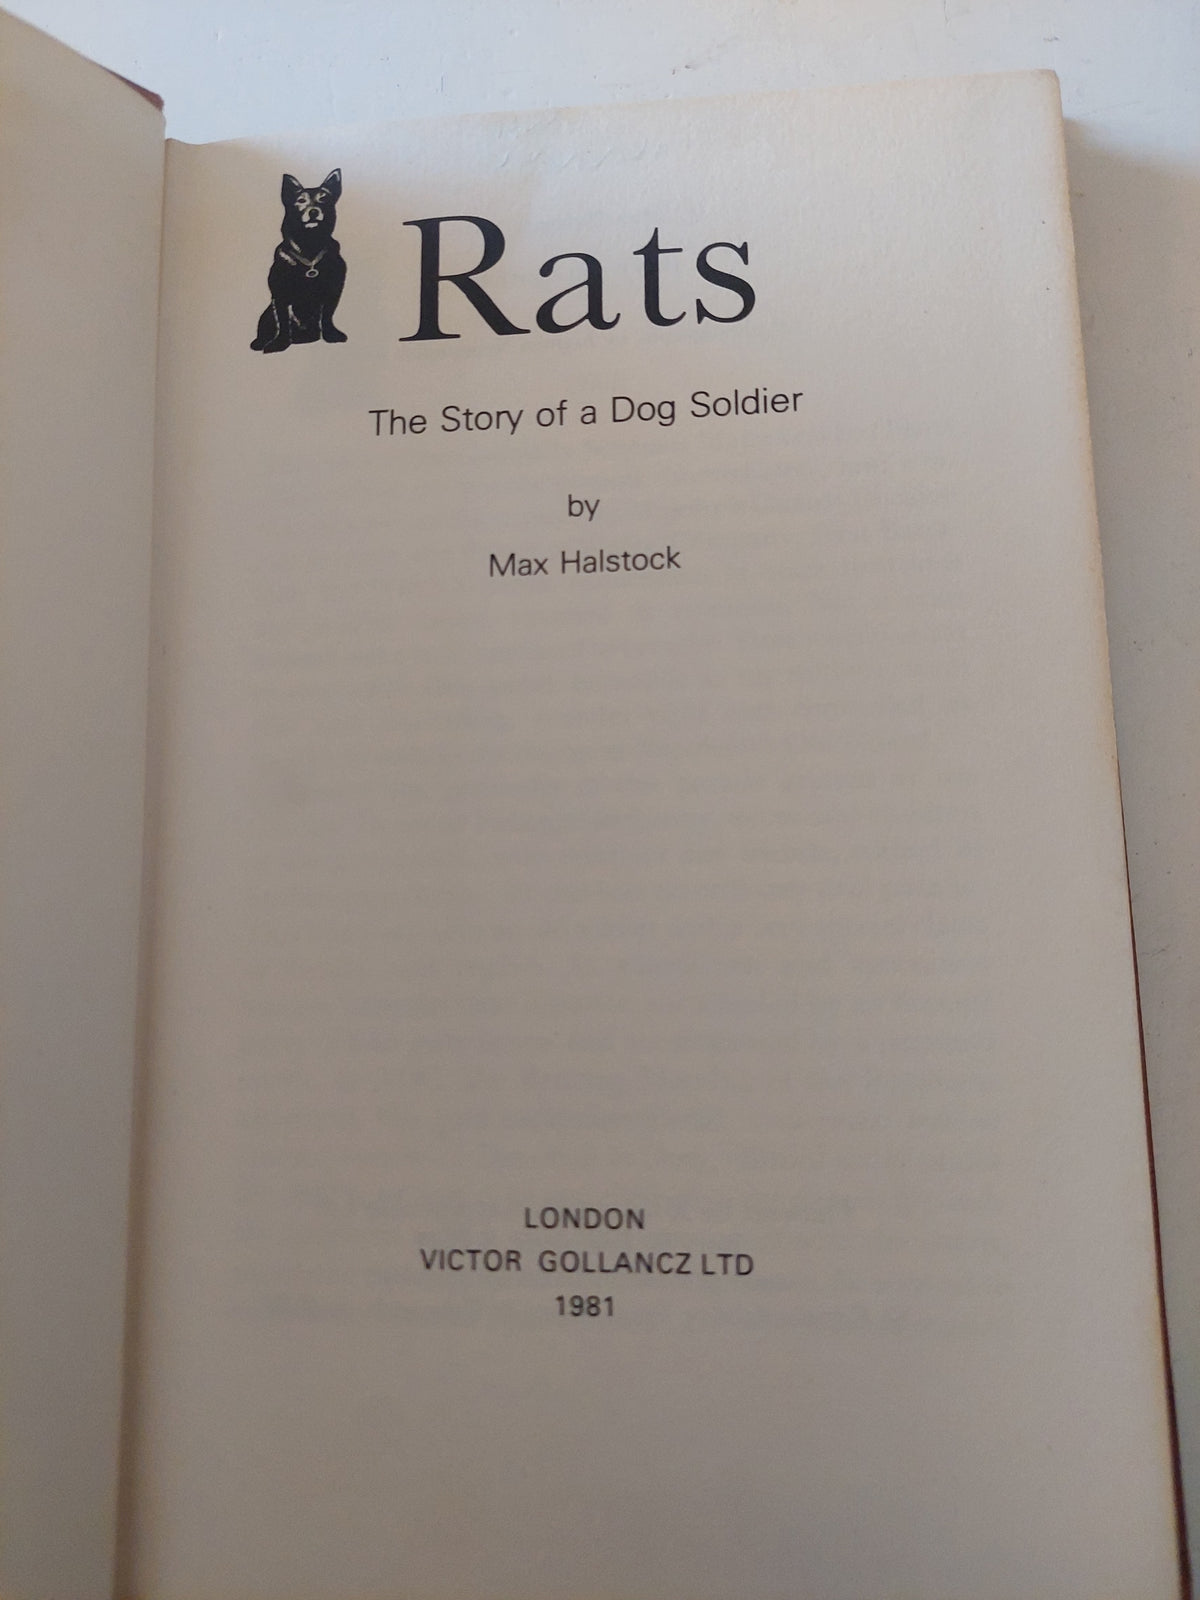 Rats
The Story of a Dog Soldier
by
Max Halstock
LONDON
VICTOR GOLLANCZ LTD
1981